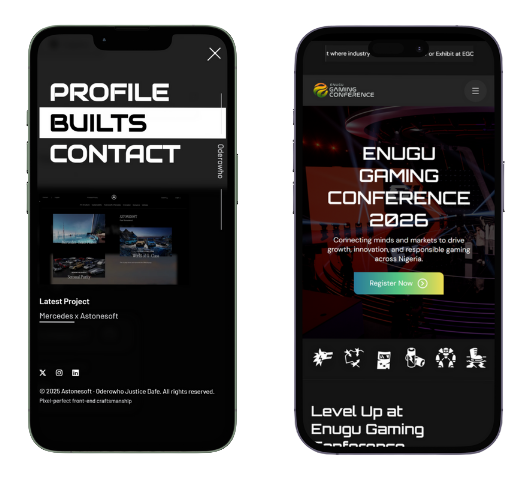 PROFILE
BUILTS
CONTACT
Oderowho
Latest Project
Mercedes x Astonesoft
© 2025 Astonesoft · Oderowho Justice Dafe. All rights reserved.
Pixel-perfect front-end craftsmanship
t where industry
or Exhibit at EGC
ENUGU
GAMING
CONFERENCE
ENUGU
GAMING
CONFERENCE
2026
Connecting minds and markets to drive
growth, innovation, and responsible gaming
across Nigeria.
Register Now
Level Up at
Enugu Gaming
Conference